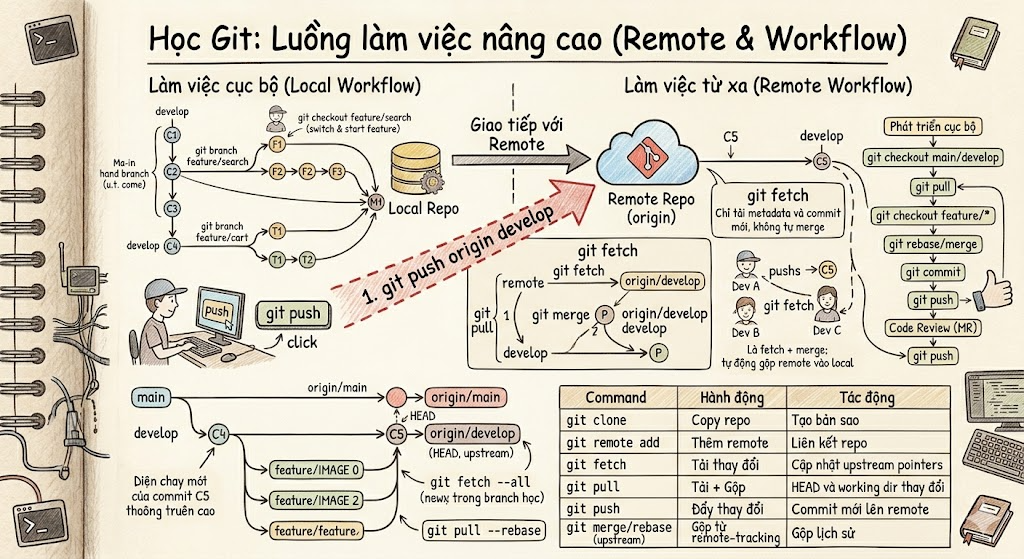 Học Git: Luồng làm việc nâng cao (Remote & Workflow)
Làm việc cục bộ (Local Workflow)
develop
C1
C2
C3
C4
Ma-in
hand branch
(u.t. come)
develop
git branch
feature/search
git checkout feature/search
(switch & start feature)
F1
F2
F2
F3
M1
git branch
feature/cart
T1
T1
T2
Local Repo
Giao tiếp với
Remote
Làm việc từ xa (Remote Workflow)
Remote Repo
(origin)
C5
develop
C5
git fetch
Chỉ tải metadata và commit
mới, không tự merge
Phát triển cục bộ
git checkout main/develop
git pull
git checkout feature/*
git rebase/merge
git commit
git push
Code Review (MR)
git push
push
git push
click
1. git push origin develop
git fetch
git fetch
remote
origin/develop
git
pull
1
git merge
P
origin/develop
develop
2
develop
P
Dev A
pushs
C5
git fetch
Dev B
Dev C
Là fetch + merge;
tự động gộp remote vào local
main
origin/main
origin/main
HEAD
develop
C4
C5
origin/develop
(HEAD, upstream)
feature/IMAGE 0
feature/IMAGE 2
feature/feature,
Diện chay mót
của commit C5
thoông truên cao
git fetch --all
(newx trong branch học)
git pull --rebase
Command Hành động Tác động
git clone Copy repo Tạo bản sao
git remote add Thêm remote Liên kết repo
git fetch Tải thay đổi Cập nhật upstream pointers
git pull Tải + Gộp HEAD và working dir thay đổi
git push Đẩy thay đổi Commit mới lên remote
git merge/rebase (upstream) Gộp từ remote-tracking Gộp lịch sử